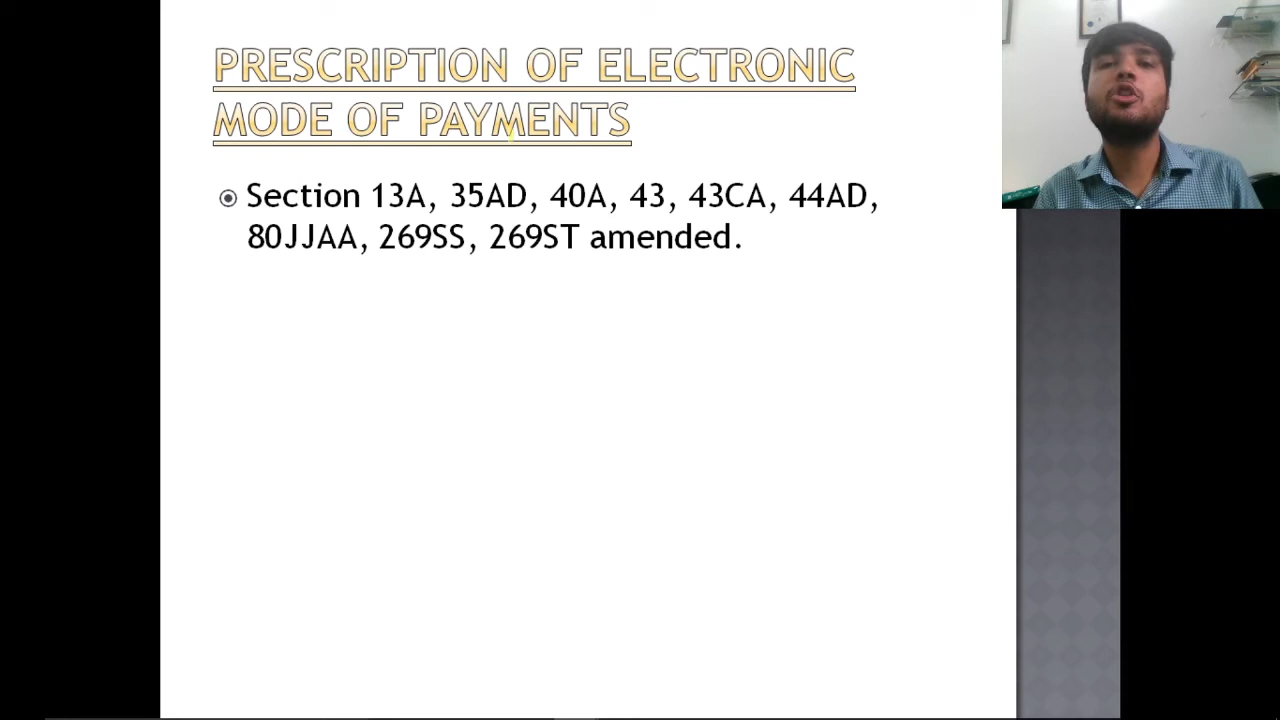 PRESCRIPTION OF ELECTRONIC
MODE OF PAYMENTS
Section 13A, 35AD, 40A, 43, 43CA, 44AD,
80JJAA, 269SS, 269ST amended.